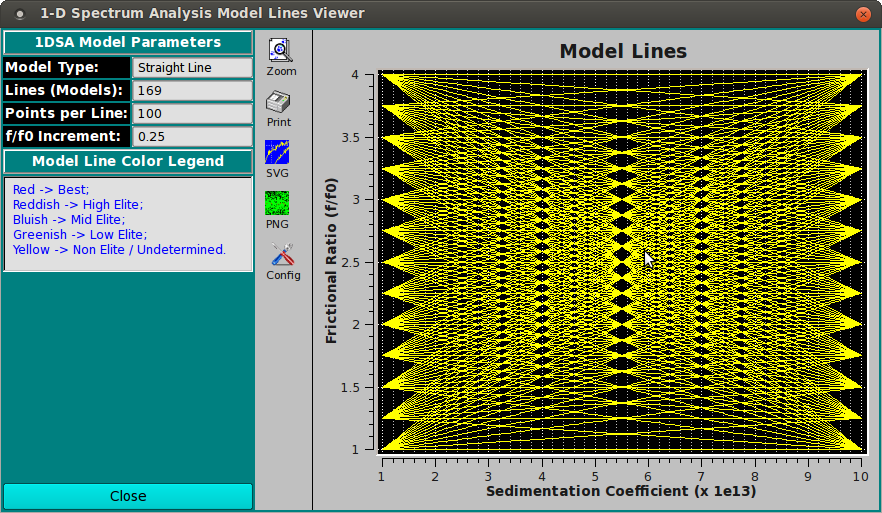 1-D Spectrum Analysis Model Lines Viewer
1DSA Model Parameters
Model Type: Straight Line
Lines (Models): 169
Points per Line: 100
f/f0 Increment: 0.25
Model Line Color Legend
Red -> Best;
Reddish -> High Elite;
Bluish -> Mid Elite;
Greenish -> Low Elite;
Yellow -> Non Elite / Undetermined.
Close
Zoom
Print
SVG
PNG
Config
Model Lines
Frictional Ratio (f/f0)
4
3.5
3
2.5
2
1.5
1
1 2 3 4 5 6 7 8 9 10
Sedimentation Coefficient (x 1e13)